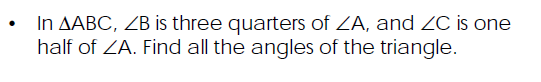 • In ΔABC, ∠B is three quarters of ∠A, and ∠C is one
half of ∠A. Find all the angles of the triangle.